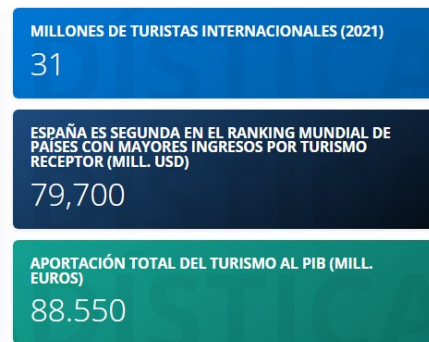 MILLONES DE TURISTAS INTERNACIONALES (2021)
31
ESPAÑA ES SEGUNDA EN EL RANKING MUNDIAL DE
PAÍSES CON MAYORES INGRESOS POR TURISMO
RECEPTOR (MILL. USD)
79,700
APORTACIÓN TOTAL DEL TURISMO AL PIB (MILL.
EUROS)
88.550